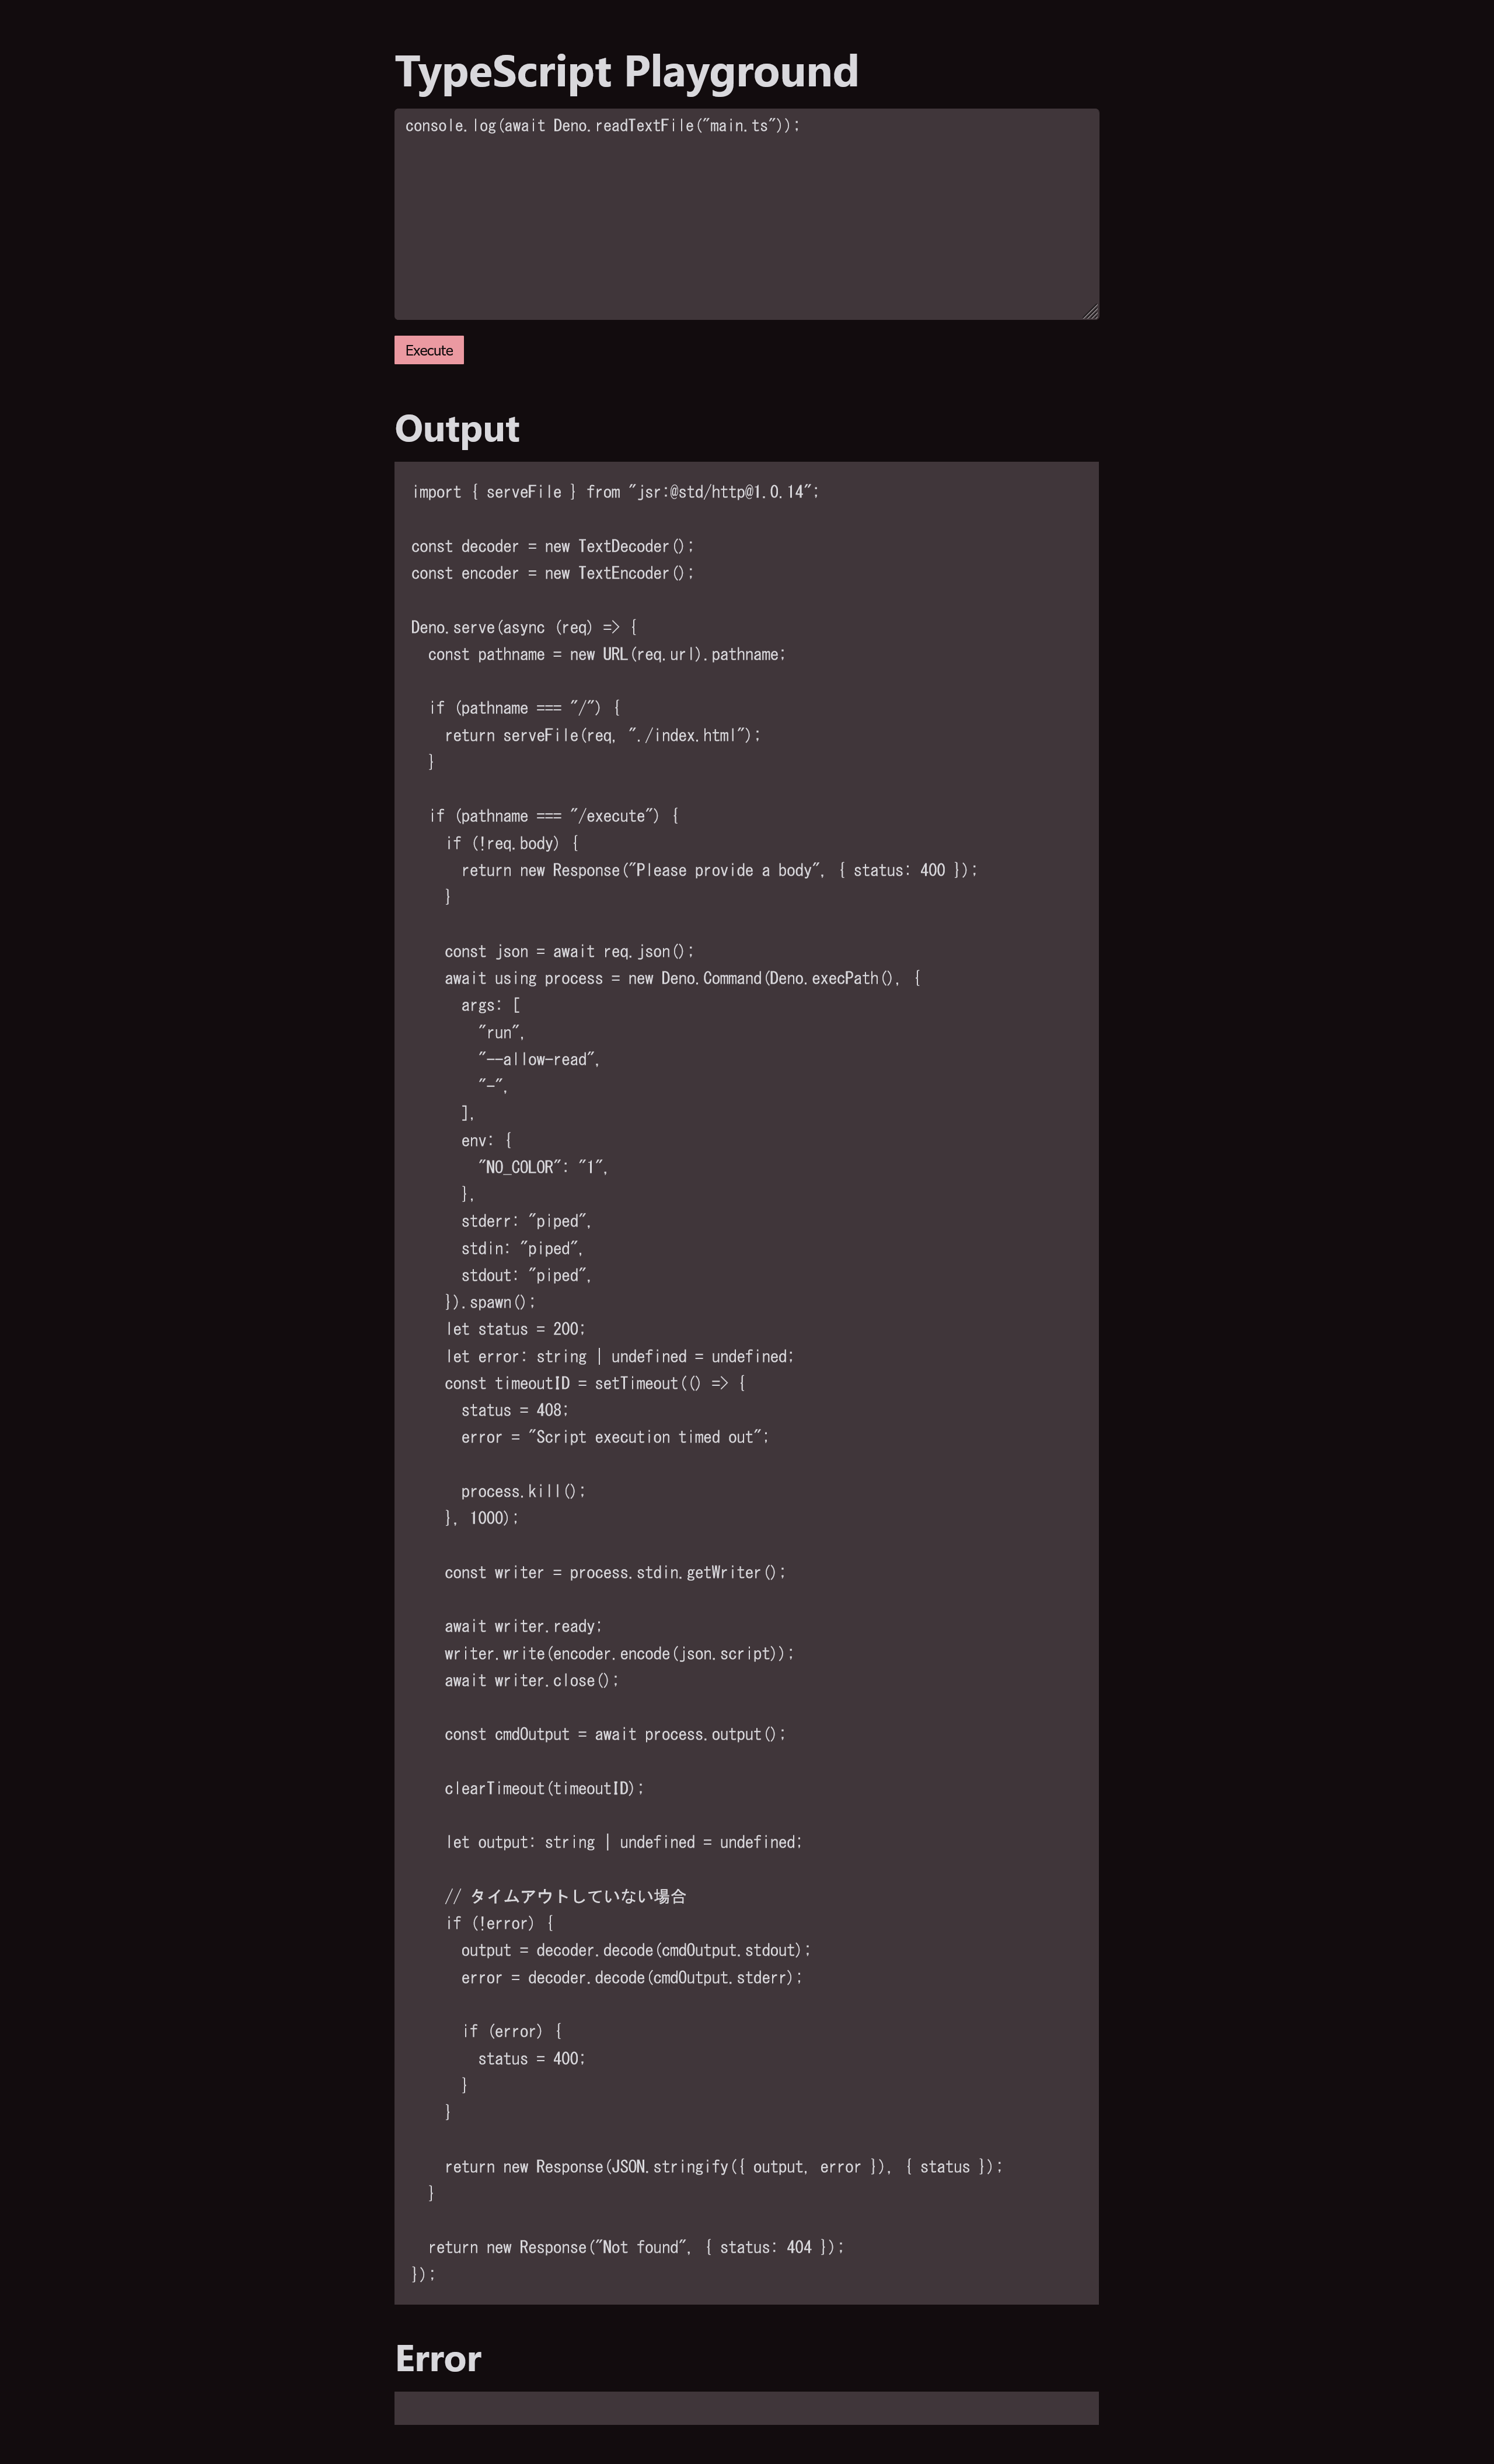 TypeScript Playground
console.log(await Deno.readTextFile("main.ts"));
Execute
Output
import { serveFile } from "jsr:@std/http@1.0.14";
const decoder = new TextDecoder();
const encoder = new TextEncoder();
Deno.serve(async (req) => {
  const pathname = new URL(req.url).pathname;
  if (pathname === "/") {
    return serveFile(req, "./index.html");
  }
  if (pathname === "/execute") {
    if (!req.body) {
      return new Response("Please provide a body", { status: 400 });
    }
    const json = await req.json();
    await using process = new Deno.Command(Deno.execPath(), {
      args: [
        "run",
        "--allow-read",
        "-",
      ],
      env: {
        "NO_COLOR": "1",
      },
      stderr: "piped",
      stdin: "piped",
      stdout: "piped",
    }).spawn();
    let status = 200;
    let error: string | undefined = undefined;
    const timeoutID = setTimeout(() => {
      status = 408;
      error = "Script execution timed out";
      process.kill();
    }, 1000);
    const writer = process.stdin.getWriter();
    await writer.ready;
    writer.write(encoder.encode(json.script));
    await writer.close();
    const cmdOutput = await process.output();
    clearTimeout(timeoutID);
    let output: string | undefined = undefined;
    // タイムアウトしていない場合
    if (!error) {
      output = decoder.decode(cmdOutput.stdout);
      error = decoder.decode(cmdOutput.stderr);
      if (error) {
        status = 400;
      }
    }
    return new Response(JSON.stringify({ output, error }), { status });
  }
  return new Response("Not found", { status: 404 });
});
Error